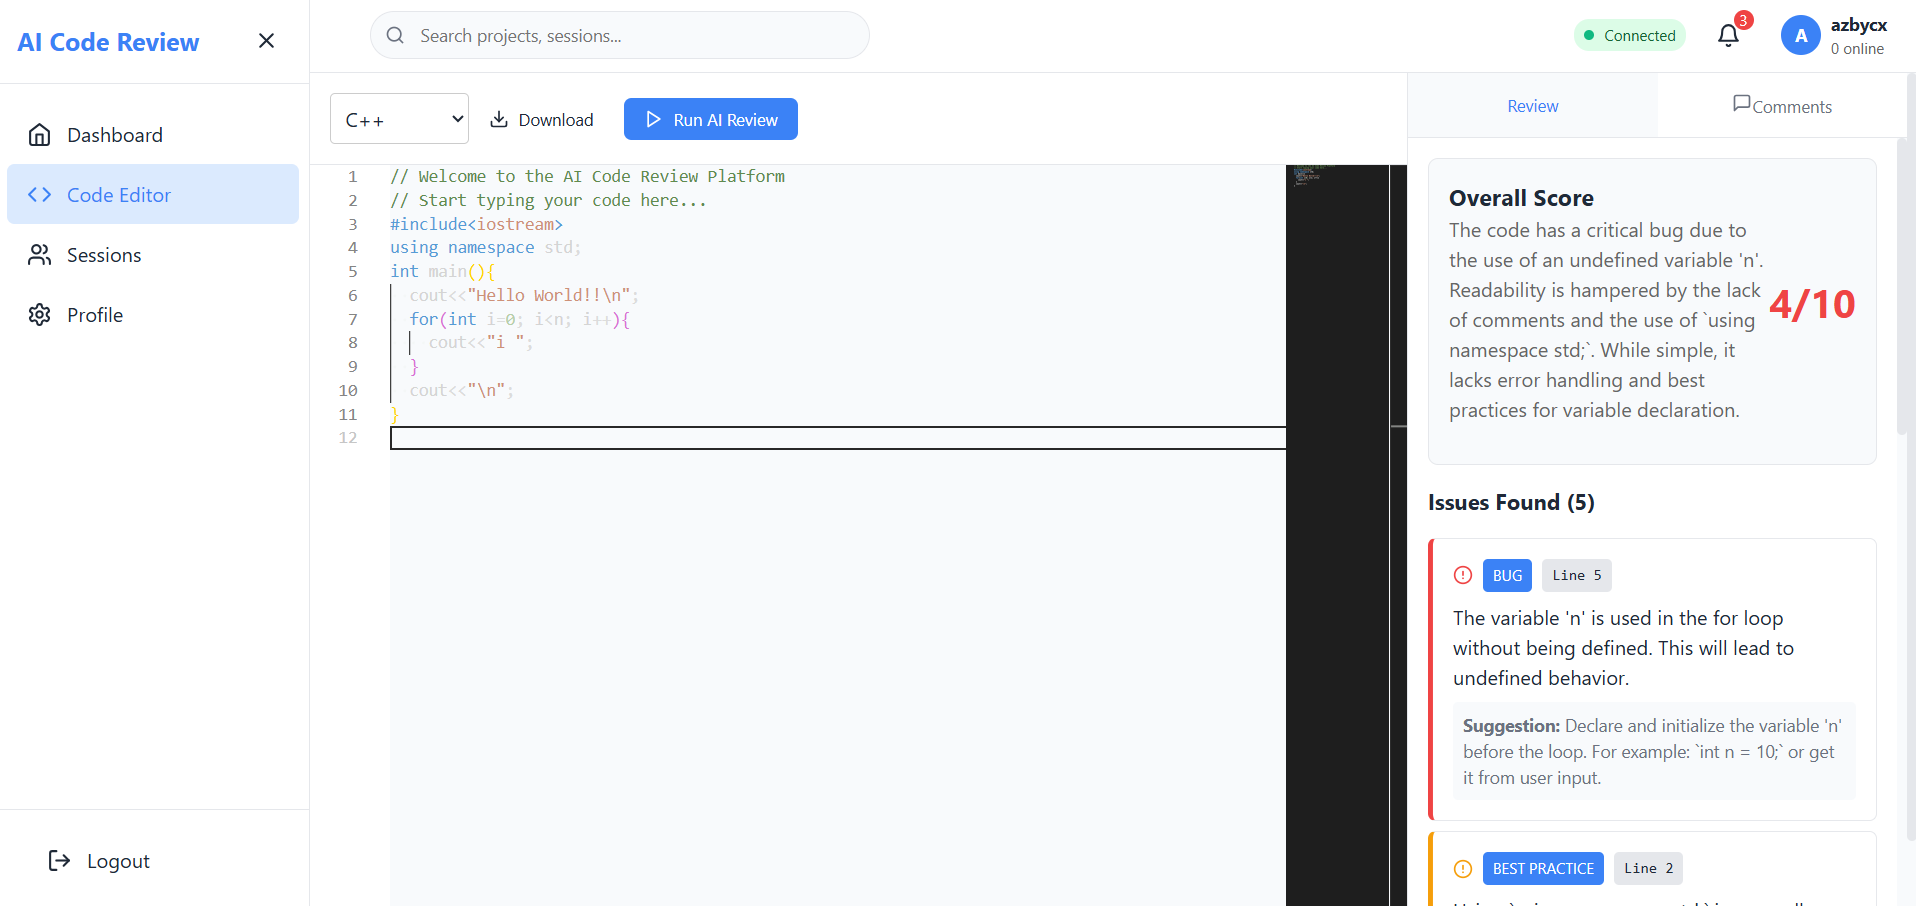 AI Code Review
Search projects, sessions...
Connected
3
A
azbycx
0 online
Dashboard
Code Editor
Sessions
Profile
Logout
C++
Download
Run AI Review
1 // Welcome to the AI Code Review Platform
2 // Start typing your code here...
3 #include<iostream>
4 using namespace std;
5 int main(){
6 cout<<"Hello World!!\n";
7 for(int i=0; i<n; i++){
8 cout<<"i ";
9 }
10 cout<<"\n";
11 }
12
Review
Comments
Overall Score
The code has a critical bug due to
the use of an undefined variable 'n'.
Readability is hampered by the lack
of comments and the use of `using
namespace std;`. While simple, it
lacks error handling and best
practices for variable declaration.
4/10
Issues Found (5)
BUG
Line 5
The variable 'n' is used in the for loop
without being defined. This will lead to
undefined behavior.
Suggestion: Declare and initialize the variable 'n'
before the loop. For example: `int n = 10;` or get
it from user input.
BEST PRACTICE
Line 2